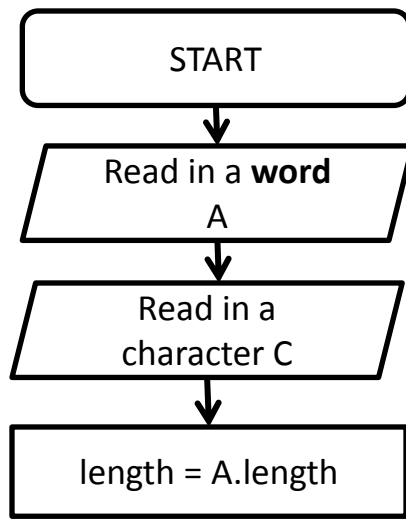 START
Read in a word
A
Read in a
character C
length = A.length